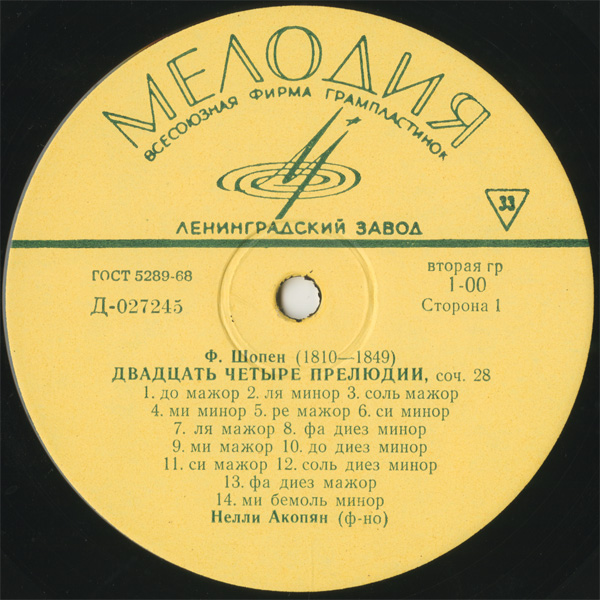 МЕЛОДИЯ
ВСЕСОЮЗНАЯ ФИРМА ГРАМПЛАСТИНОК
33
ЛЕНИНГРАДСКИЙ ЗАВОД
ГОСТ 5289-68
Д-027245
вторая гр
1-00
Сторона 1
Ф. Шопен (1810—1849)
ДВАДЦАТЬ ЧЕТЫРЕ ПРЕЛЮДИИ, соч. 28
1. до мажор 2. ля минор 3. соль мажор
4. ми минор 5. ре мажор 6. си минор
7. ля мажор 8. фа диез минор
9. ми мажор 10. до диез минор
11. си мажор 12. соль диез минор
13. фа диез мажор
14. ми бемоль минор
Нелли Акопян (ф-но)